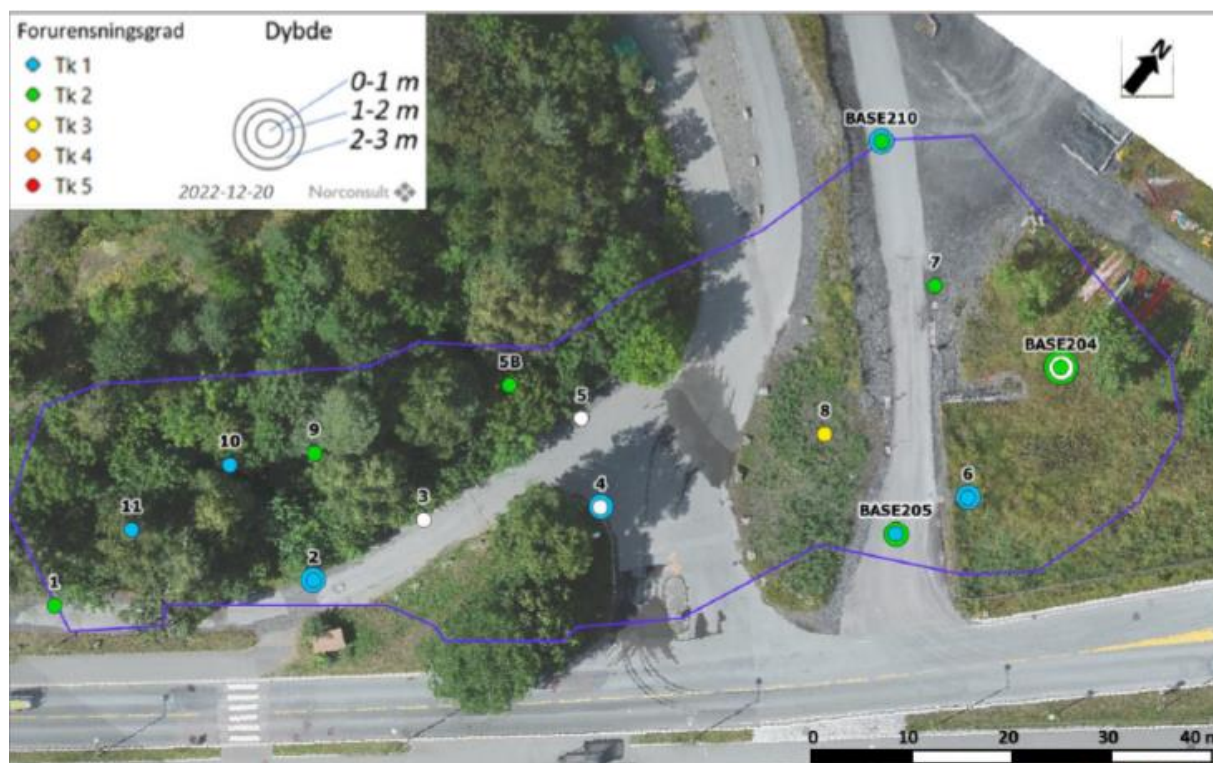 Forurensningsgrad
Tk 1
Tk 2
Tk 3
Tk 4
Tk 5
Dybde
0-1 m
1-2 m
2-3 m
2022-12-20 Norconsult
N
BASE210
7
BASE204
5B
5
8
9
10
6
4
3
11
BASE205
2
1
0 10 20 30 40 m